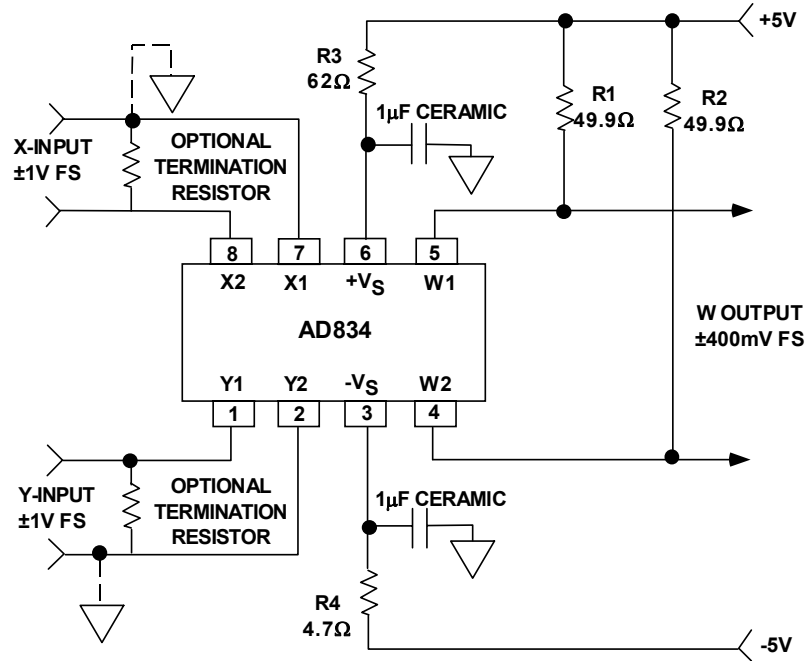 +5V
R3
62Ω
R1
49.9Ω
R2
49.9Ω
1µF CERAMIC
X-INPUT
±1V FS
OPTIONAL
TERMINATION
RESISTOR
8 7 6 5
X2 X1 +VS W1
AD834
W OUTPUT
±400mV FS
Y1 Y2 -VS W2
1 2 3 4
Y-INPUT
±1V FS
OPTIONAL
TERMINATION
RESISTOR
1µF CERAMIC
R4
4.7Ω
-5V